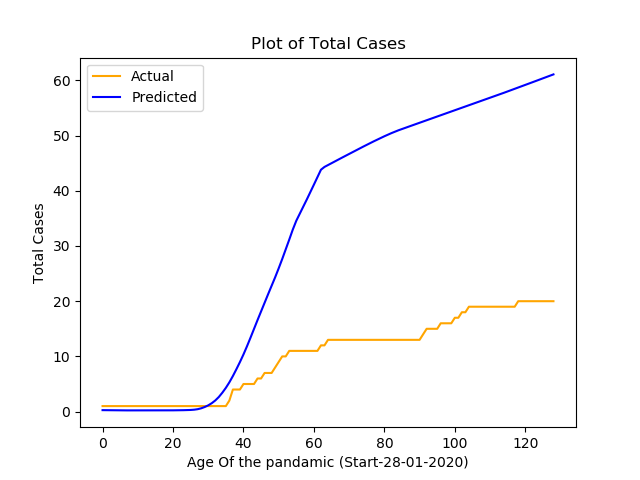 Plot of Total Cases
Actual
Predicted
60
50
40
30
20
10
0
Total Cases
0 20 40 60 80 100 120
Age Of the pandamic (Start-28-01-2020)